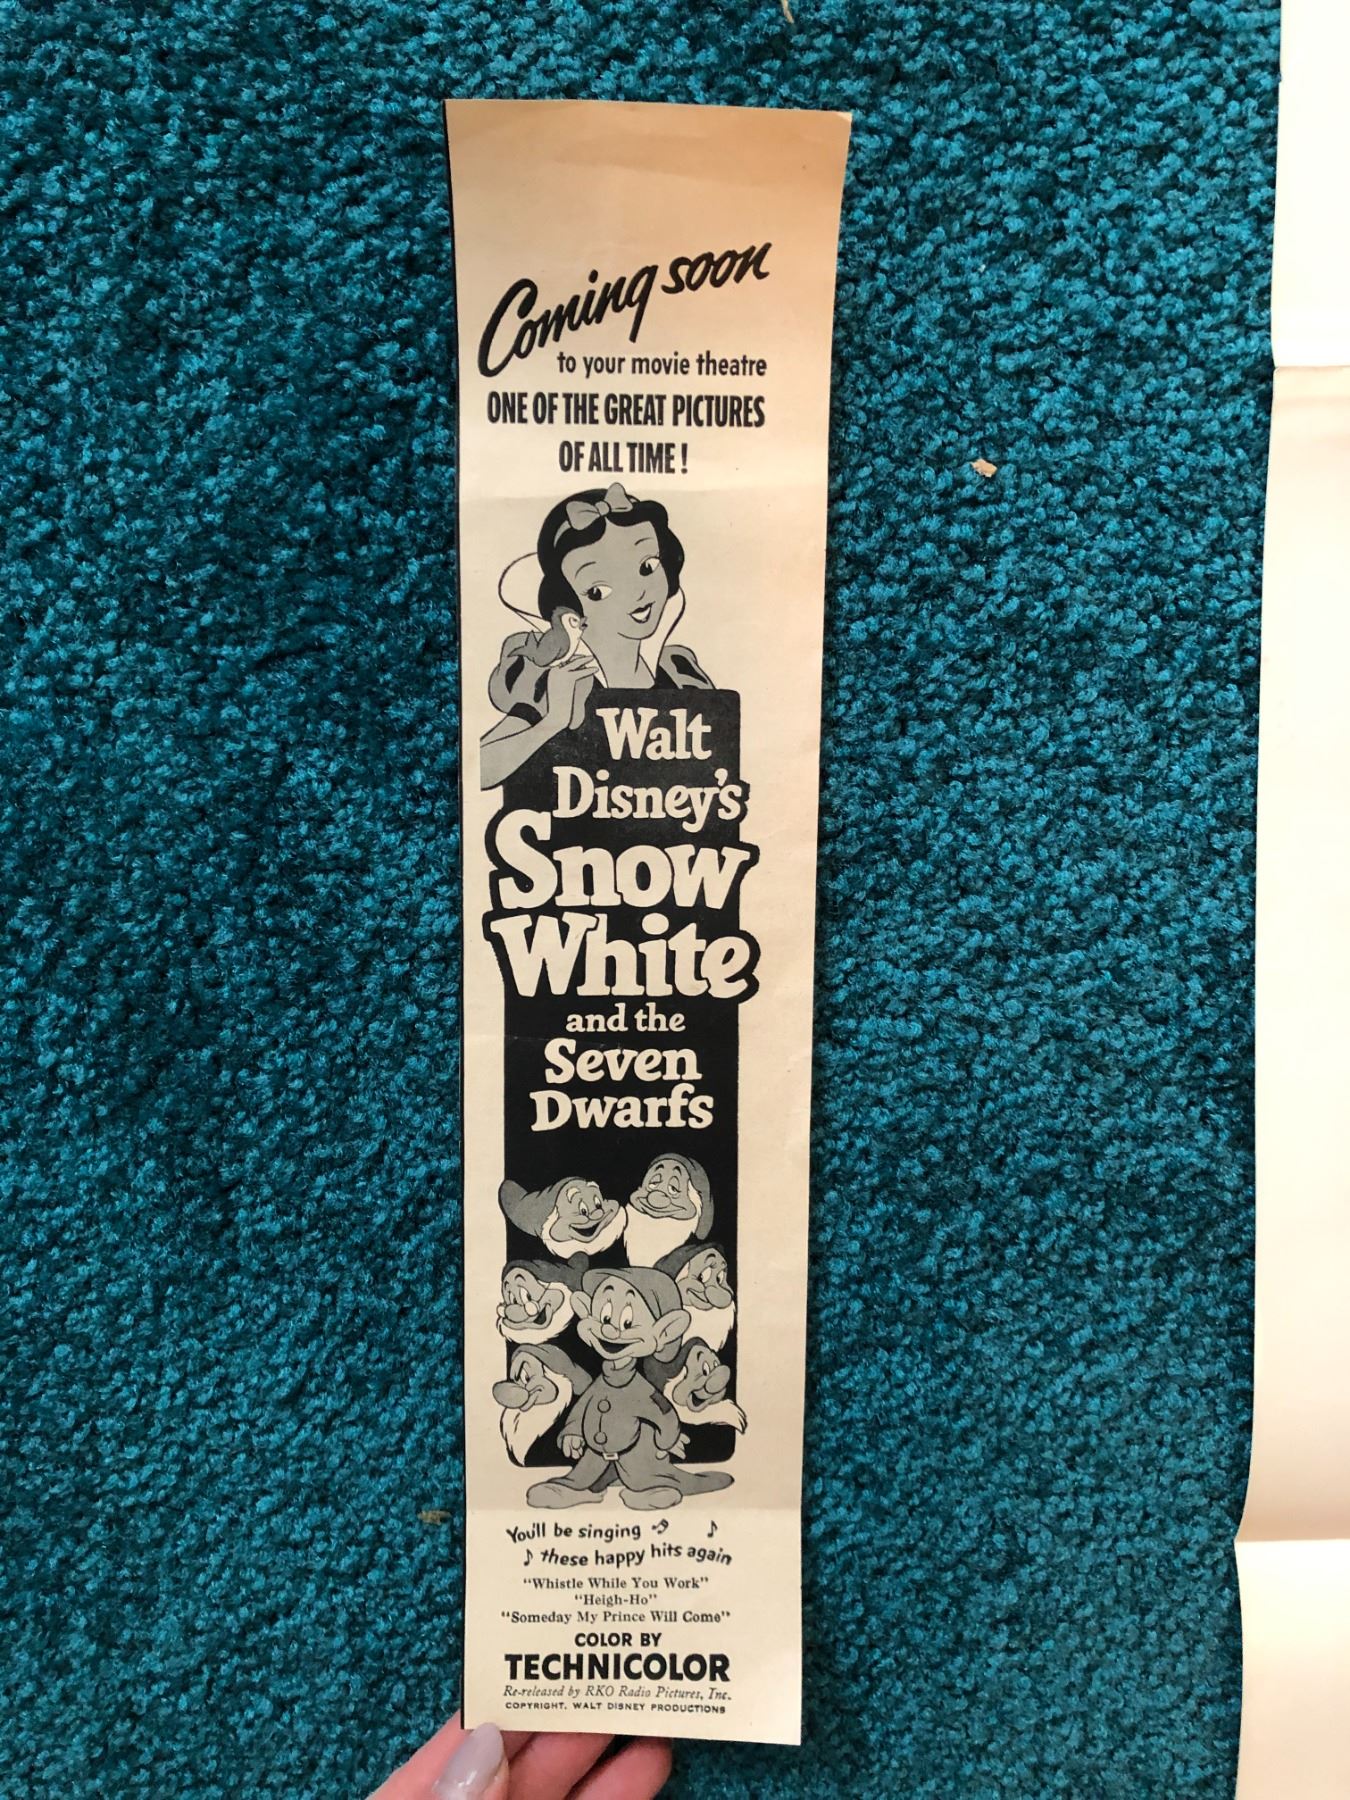 Coming soon
to your movie theatre
ONE OF THE GREAT PICTURES
OF ALL TIME!
Walt
Disney's
Snow
White
and the
Seven
Dwarfs
You'll be singing
these happy hits again
"Whistle While You Work"
"Heigh-Ho"
"Someday My Prince Will Come"
COLOR BY
TECHNICOLOR
Re-released by RKO Radio Pictures, Inc.
COPYRIGHT. WALT DISNEY PRODUCTIONS